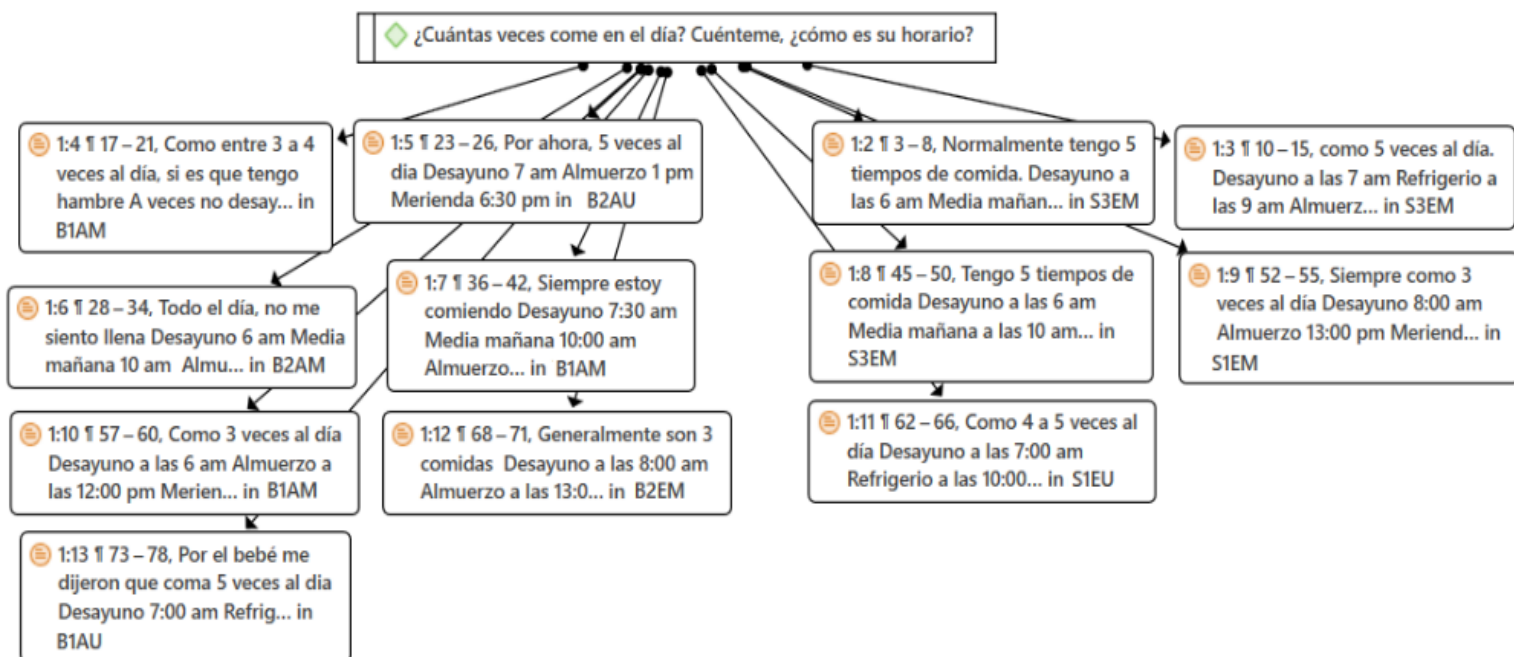 ¿Cuántas veces come en el día? Cuénteme, ¿cómo es su horario?
1:4 ¶ 17 – 21, Como entre 3 a 4
veces al día, si es que tengo
hambre A veces no desay... in
B1AM
1:5 ¶ 23 – 26, Por ahora, 5 veces al
dia Desayuno 7 am Almuerzo 1 pm
Merienda 6:30 pm in B2AU
1:2 ¶ 3 – 8, Normalmente tengo 5
tiempos de comida. Desayuno a
las 6 am Media mañan... in S3EM
1:3 ¶ 10 – 15, como 5 veces al día.
Desayuno a las 7 am Refrigerio a
las 9 am Almuerz... in S3EM
1:6 ¶ 28 – 34, Todo el día, no me
siento llena Desayuno 6 am Media
mañana 10 am Almu... in B2AM
1:7 ¶ 36 – 42, Siempre estoy
comiendo Desayuno 7:30 am
Media mañana 10:00 am
Almuerzo... in B1AM
1:8 ¶ 45 – 50, Tengo 5 tiempos de
comida Desayuno a las 6 am
Media mañana a las 10 am... in
S3EM
1:9 ¶ 52 – 55, Siempre como 3
veces al día Desayuno 8:00 am
Almuerzo 13:00 pm Meriend... in
S1EM
1:10 ¶ 57 – 60, Como 3 veces al día
Desayuno a las 6 am Almuerzo a
las 12:00 pm Merien... in B1AM
1:12 ¶ 68 – 71, Generalmente son 3
comidas Desayuno a las 8:00 am
Almuerzo a las 13:0... in B2EM
1:11 ¶ 62 – 66, Como 4 a 5 veces al
día Desayuno a las 7:00 am
Refrigerio a las 10:00... in S1EU
1:13 ¶ 73 – 78, Por el bebé me
dijeron que coma 5 veces al dia
Desayuno 7:00 am Refrig... in
B1AU